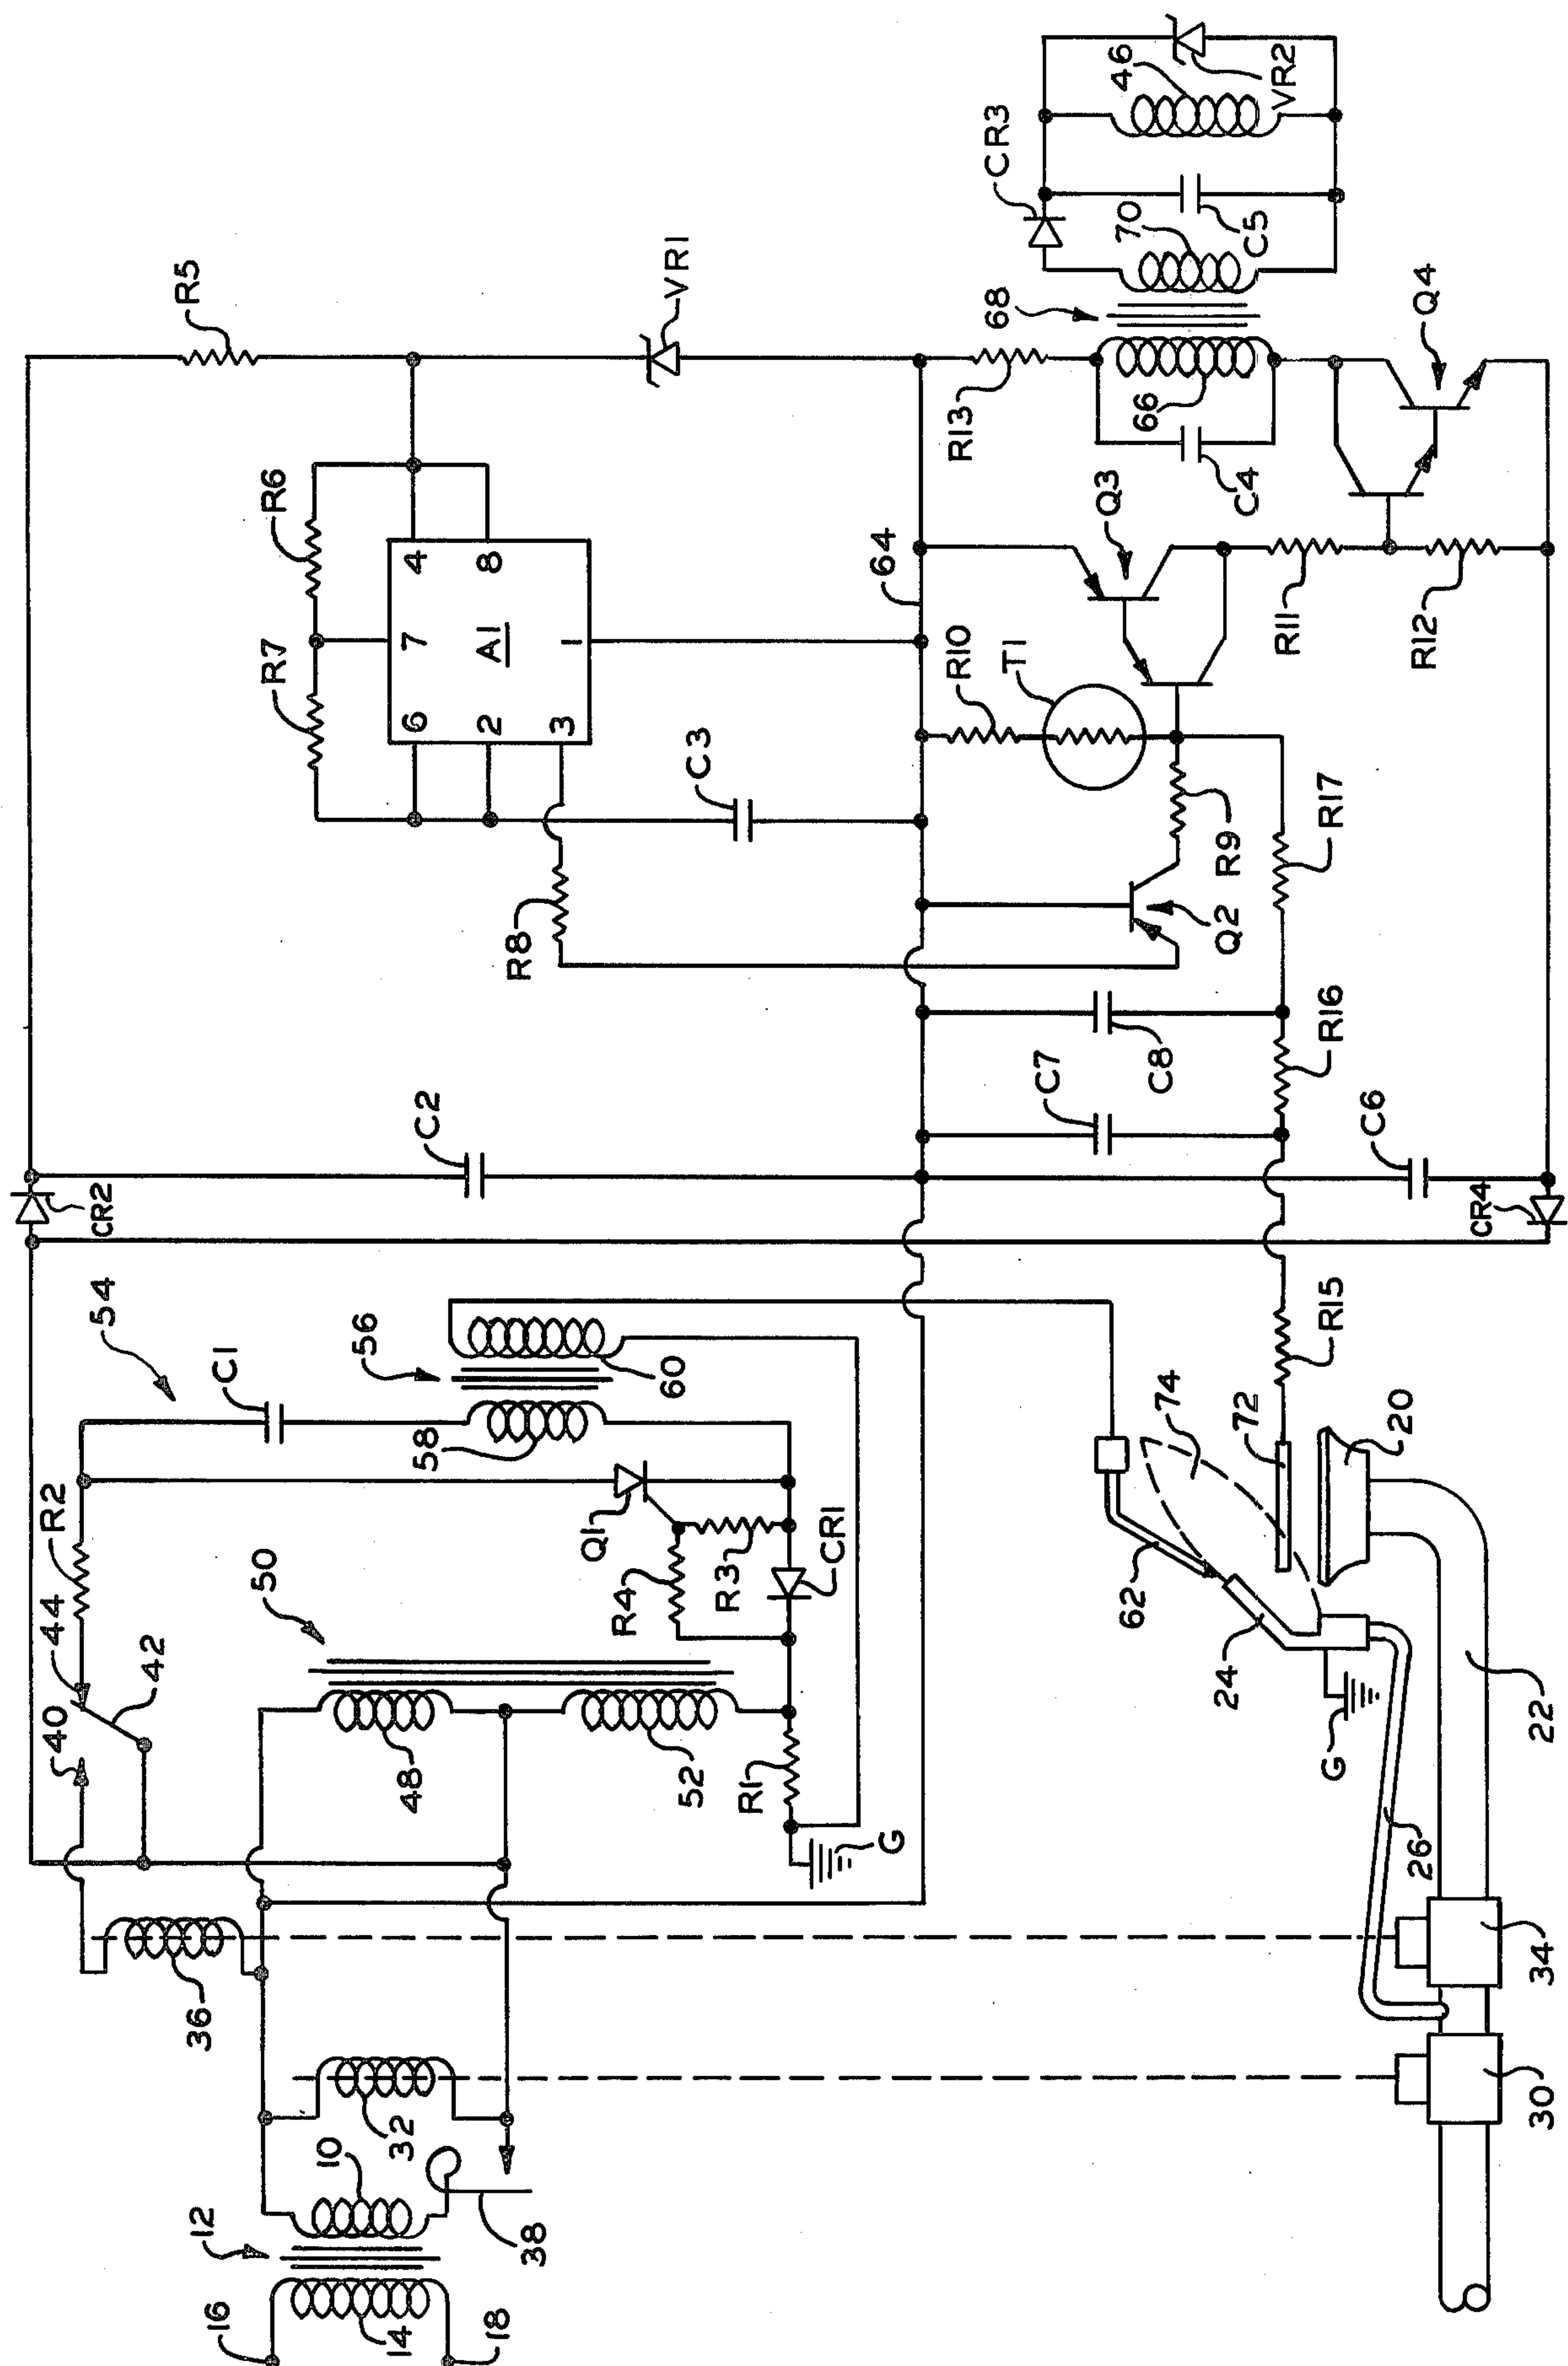 R5
R6
R7
4
8
7
A1
1
6
2
3
VR1
C3
R8
64
CR3
46
VR2
70
C5
68
66
R13
C4
Q3
Q4
R10
T1
R11
R12
R9
Q2
R17
R16
C8
C7
C2
C6
CR2
CR4
54
C1
56
60
58
R2
44
42
40
50
Q1
R4
R3
CR1
48
52
R1
G
R15
74
72
20
62
24
G
22
26
36
34
32
30
10
12
38
16
14
18